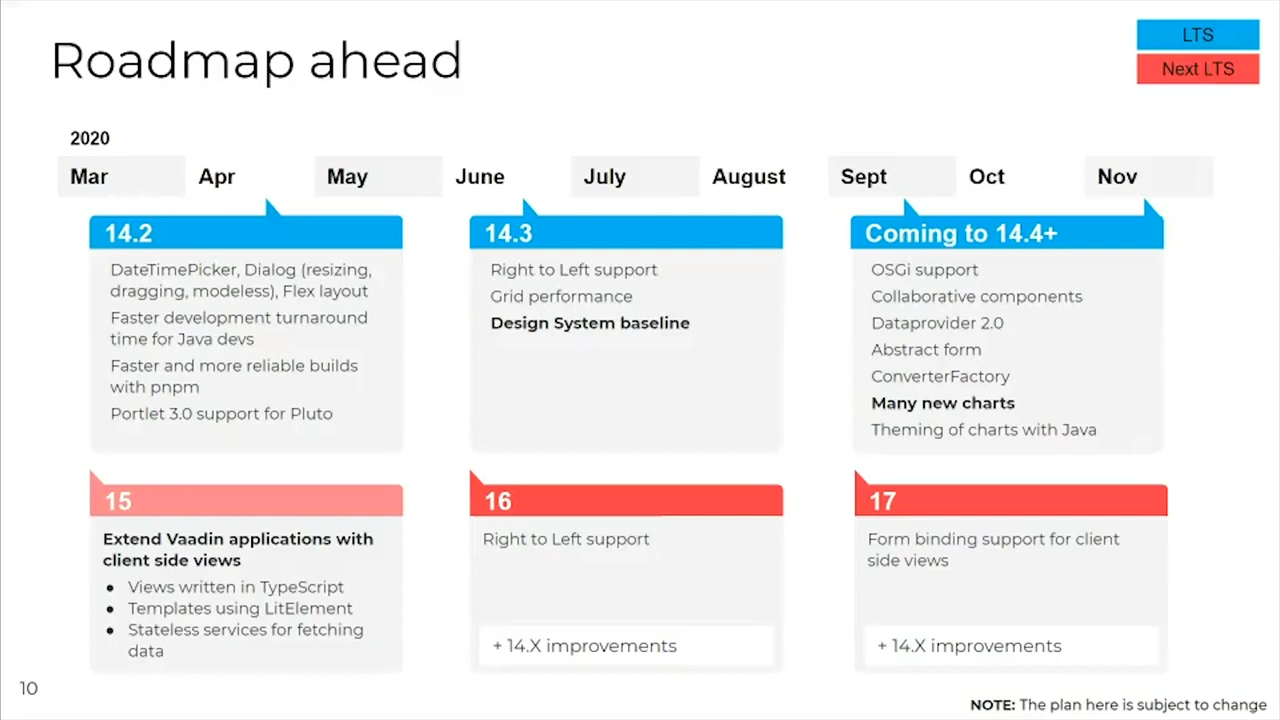 Roadmap ahead
LTS
Next LTS
2020
Mar
Apr
May
June
July
August
Sept
Oct
Nov
14.2
DateTimePicker, Dialog (resizing,
dragging, modeless), Flex layout
Faster development turnaround
time for Java devs
Faster and more reliable builds
with pnpm
Portlet 3.0 support for Pluto
14.3
Right to Left support
Grid performance
Design System baseline
Coming to 14.4+
OSGi support
Collaborative components
Dataprovider 2.0
Abstract form
ConverterFactory
Many new charts
Theming of charts with Java
15
Extend Vaadin applications with
client side views
● Views written in TypeScript
● Templates using LitElement
● Stateless services for fetching
data
16
Right to Left support
+ 14.X improvements
17
Form binding support for client
side views
+ 14.X improvements
10
NOTE: The plan here is subject to change